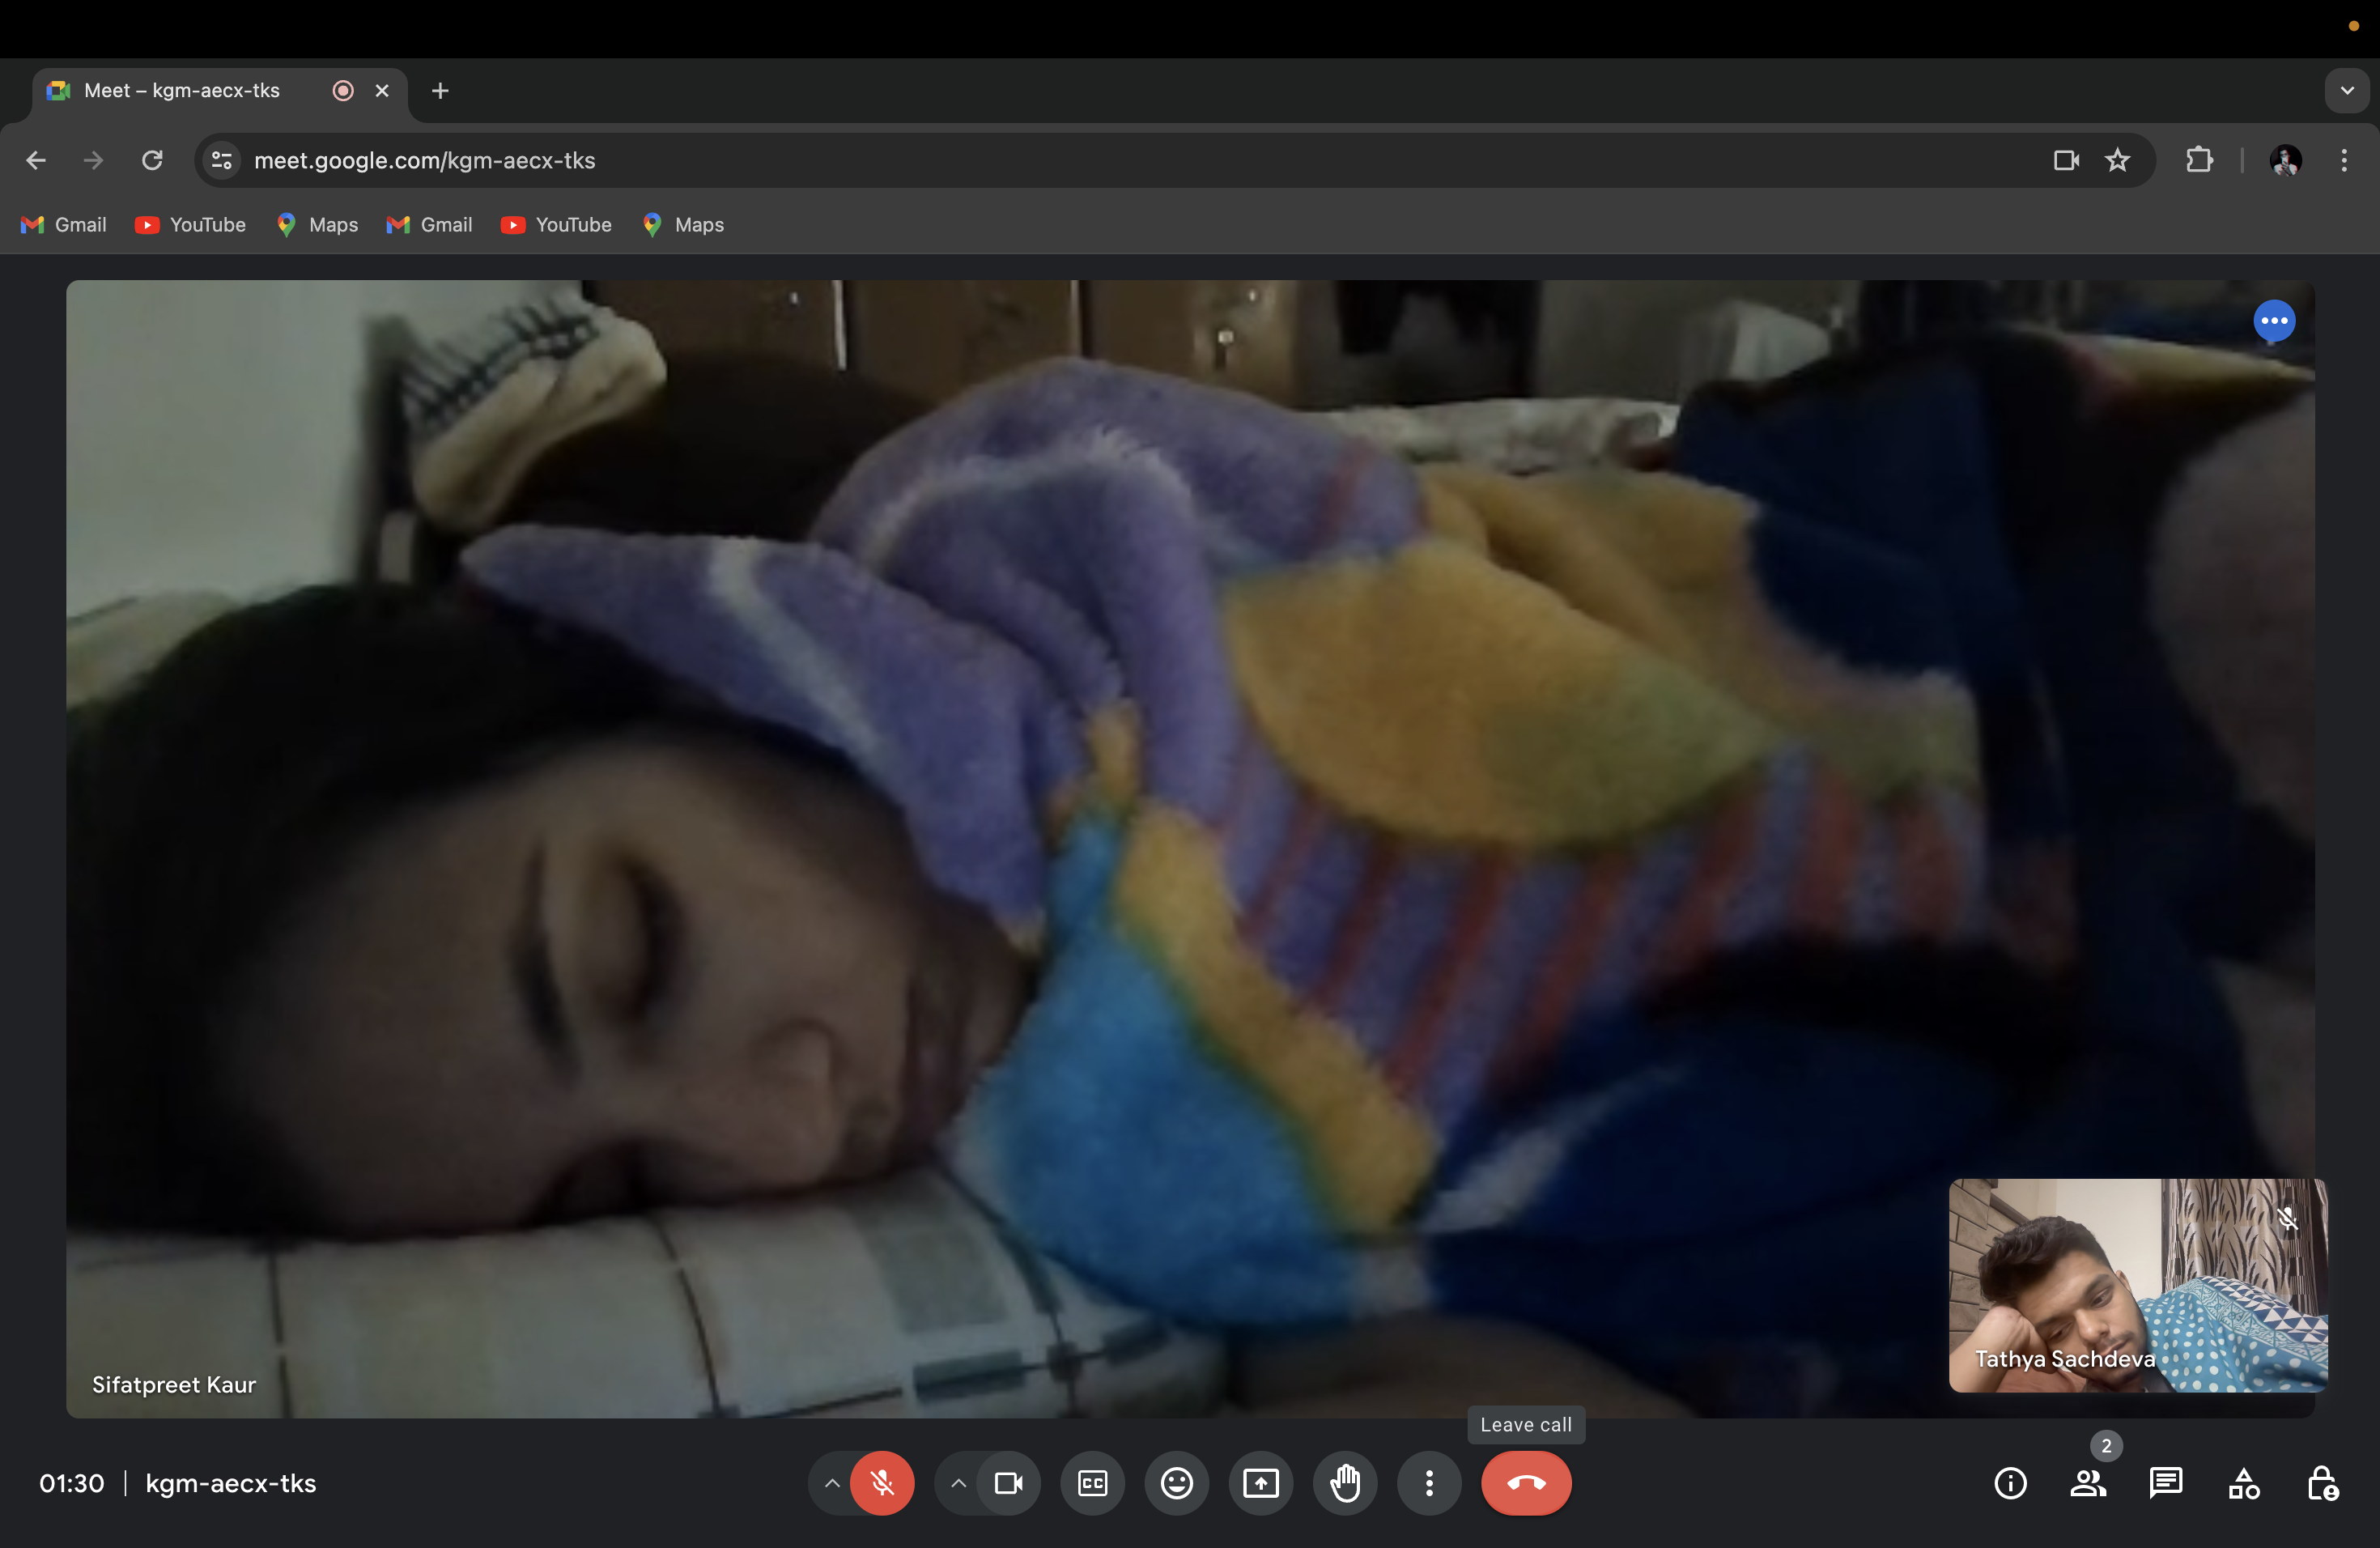 Meet – kgm-aecx-tks
meet.google.com/kgm-aecx-tks
Gmail YouTube Maps Gmail YouTube Maps
Sifatpreet Kaur
Tathya Sachdeva
Leave call
2
01:30 | kgm-aecx-tks
CC